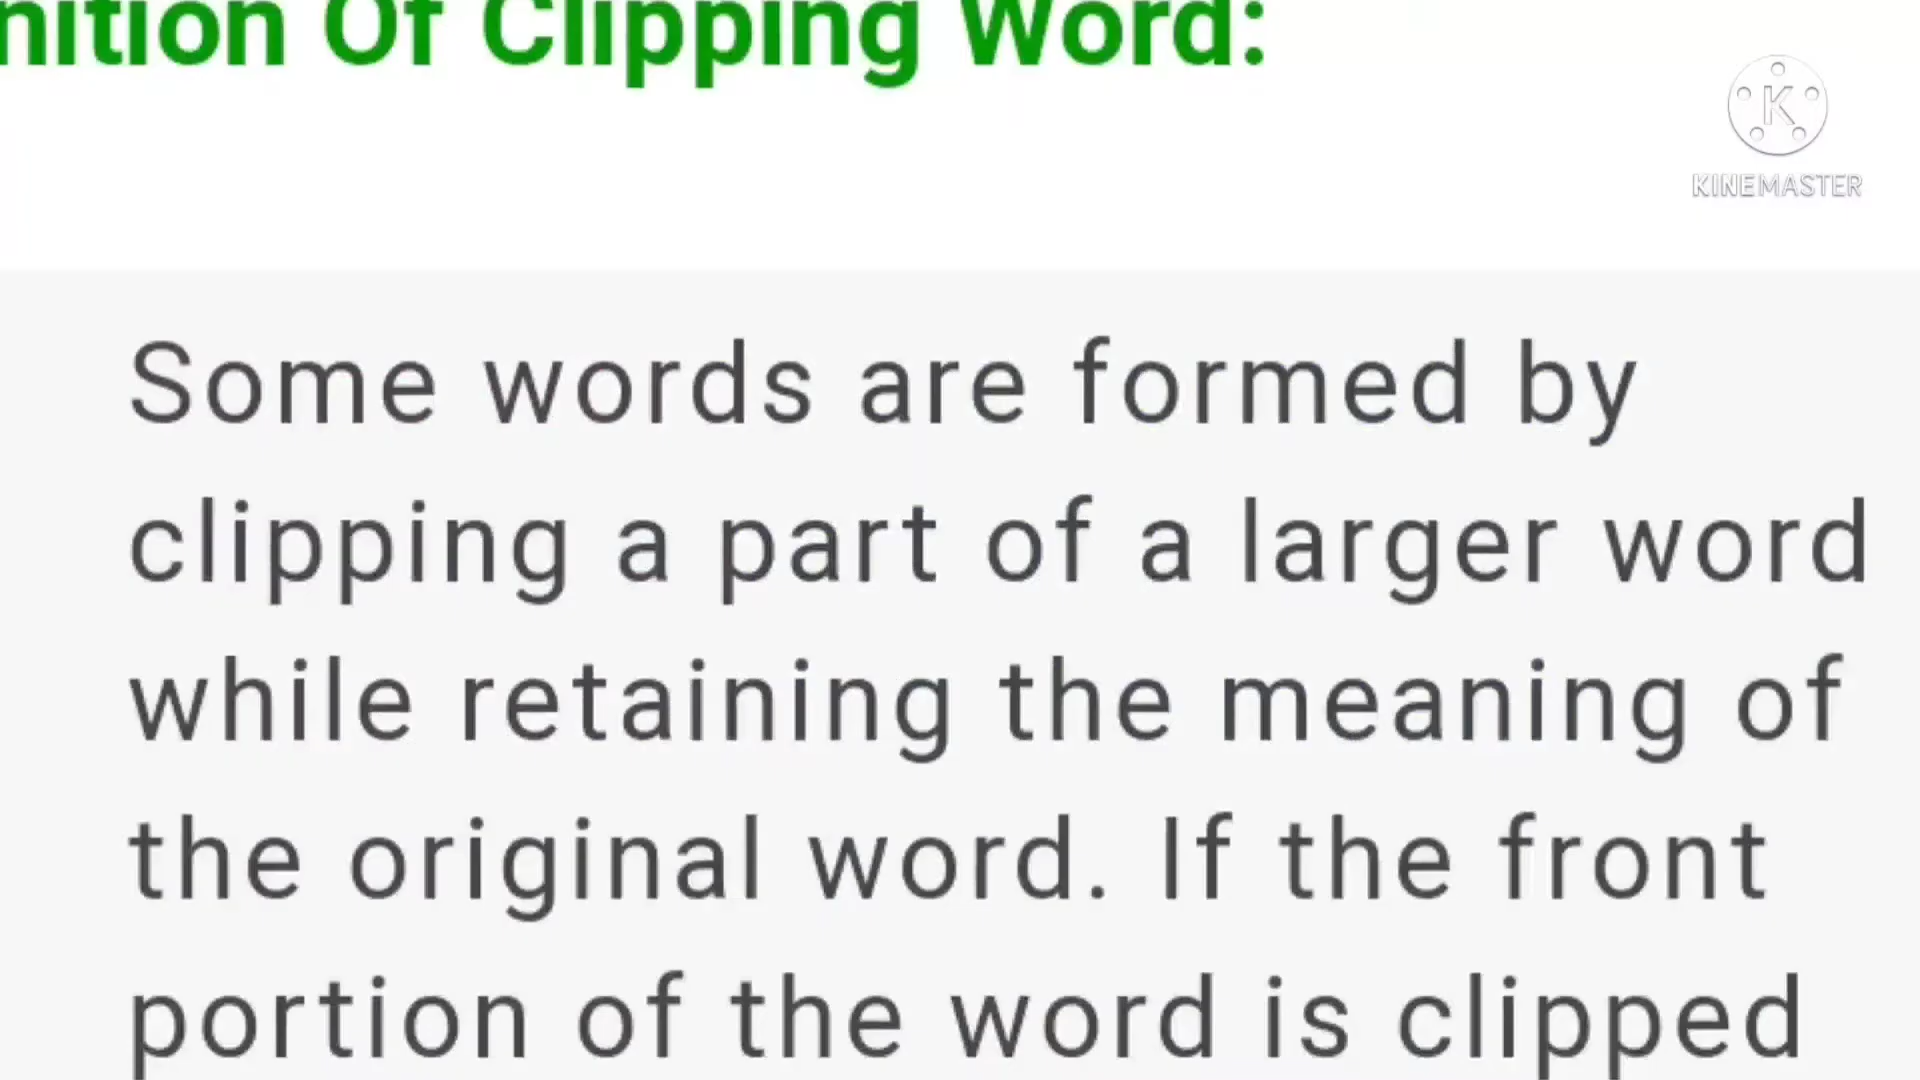 nition Of Clipping Word:
KINEMASTER
Some words are formed by
clipping a part of a larger word
while retaining the meaning of
the original word. If the front
portion of the word is clipped